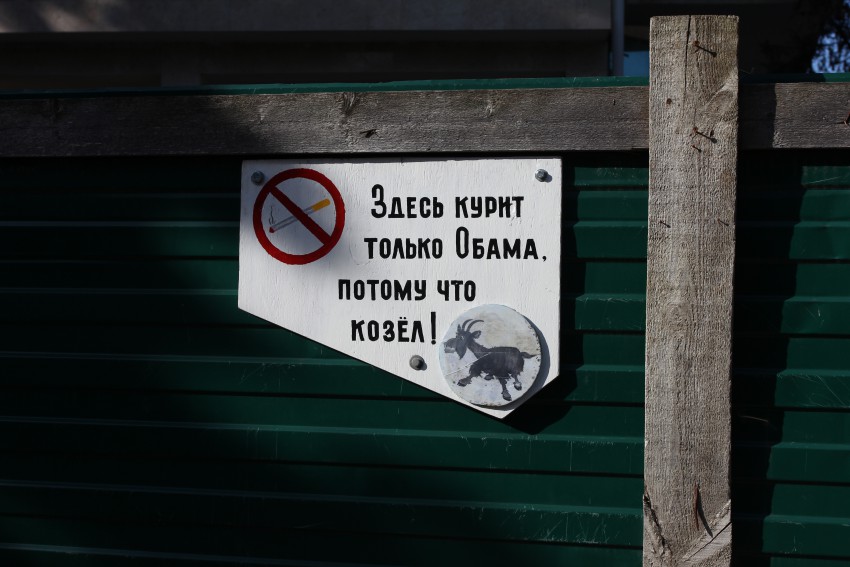 Здесь курит
только Обама,
потому что
козёл!